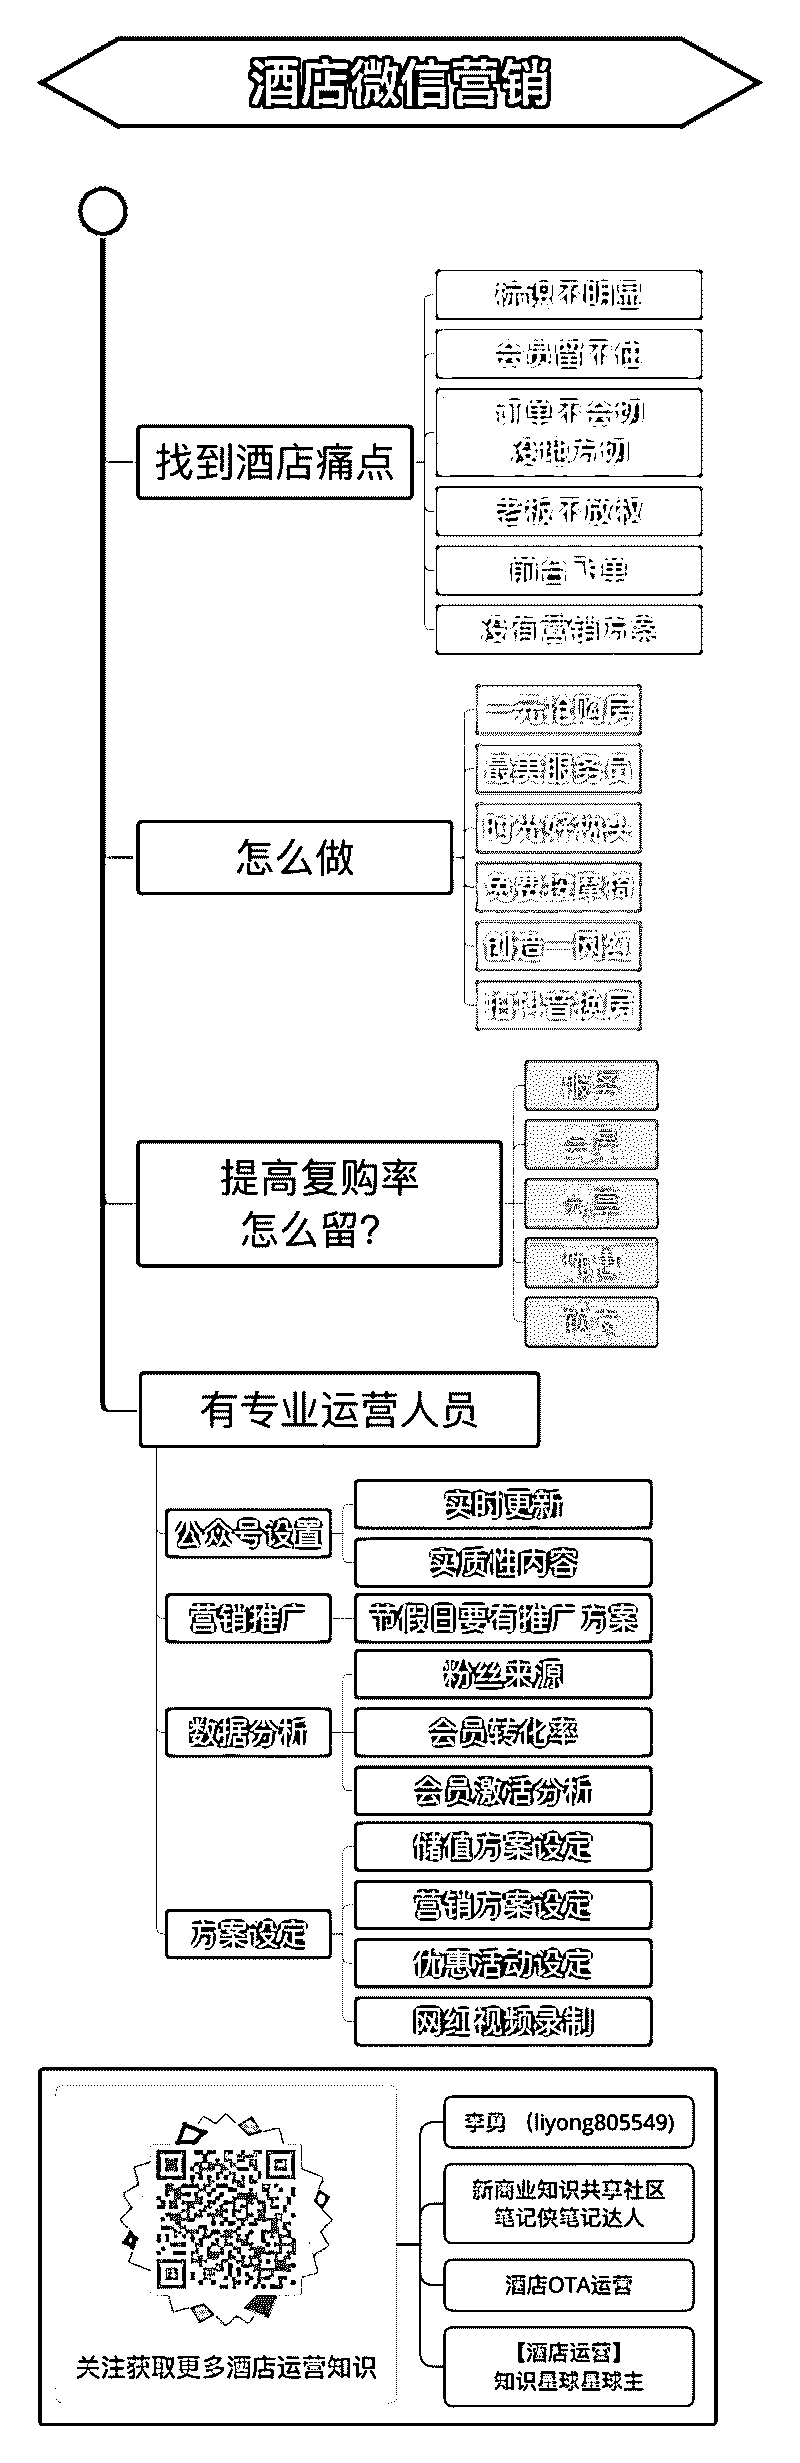 酒店微信营销
找到酒店痛点
标识不明显
会员留不住
订单不会切
没地方切
老板不放权
前台飞单
没有营销方案
怎么做
一元抢购房
最美服务员
时光好枕头
免费按摩椅
创造一网红
拍抖音换房
提高复购率
怎么留？
服务
有专业运营人员
公众号设置
实时更新
实质性内容
营销推广
节假日要有推广方案
数据分析
粉丝来源
会员转化率
会员激活分析
方案设定
储值方案设定
营销方案设定
优惠活动设定
网红视频录制
关注获取更多酒店运营知识
李勇 （liyong805549)
新商业知识共享社区
笔记侠笔记达人
酒店OTA运营
【酒店运营】
知识星球星球主